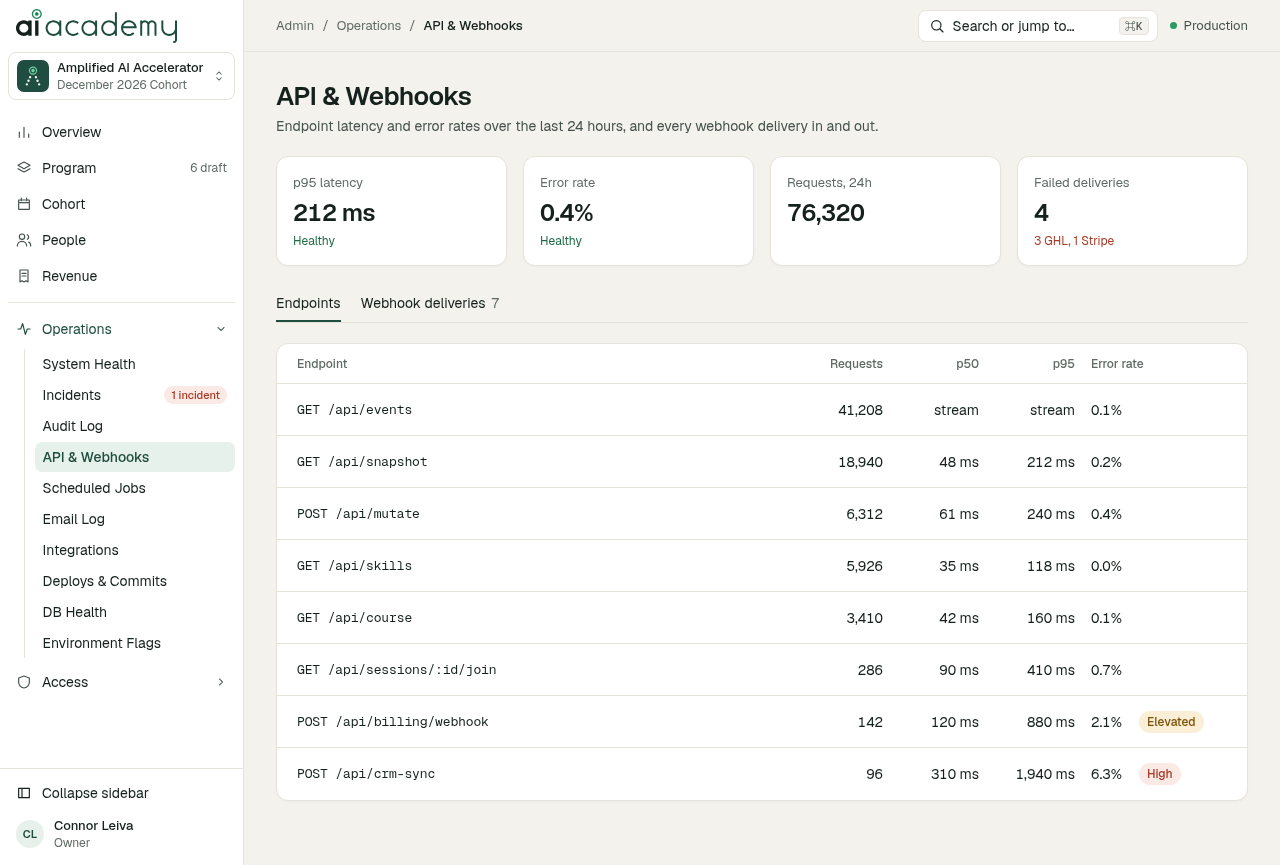 ai academy
Amplified AI Accelerator
December 2026 Cohort
Overview
Program 6 draft
Cohort
People
Revenue
Operations
System Health
Incidents 1 incident
Audit Log
API & Webhooks
Scheduled Jobs
Email Log
Integrations
Deploys & Commits
DB Health
Environment Flags
Access
Collapse sidebar
CL
Connor Leiva
Owner
Admin / Operations / API & Webhooks
Search or jump to… ⌘K
Production
API & Webhooks
Endpoint latency and error rates over the last 24 hours, and every webhook delivery in and out.
p95 latency
212 ms
Healthy
Error rate
0.4%
Healthy
Requests, 24h
76,320
Failed deliveries
4
3 GHL, 1 Stripe
Endpoints Webhook deliveries 7
Endpoint Requests p50 p95 Error rate
GET /api/events 41,208 stream stream 0.1%
GET /api/snapshot 18,940 48 ms 212 ms 0.2%
POST /api/mutate 6,312 61 ms 240 ms 0.4%
GET /api/skills 5,926 35 ms 118 ms 0.0%
GET /api/course 3,410 42 ms 160 ms 0.1%
GET /api/sessions/:id/join 286 90 ms 410 ms 0.7%
POST /api/billing/webhook 142 120 ms 880 ms 2.1% Elevated
POST /api/crm-sync 96 310 ms 1,940 ms 6.3% High